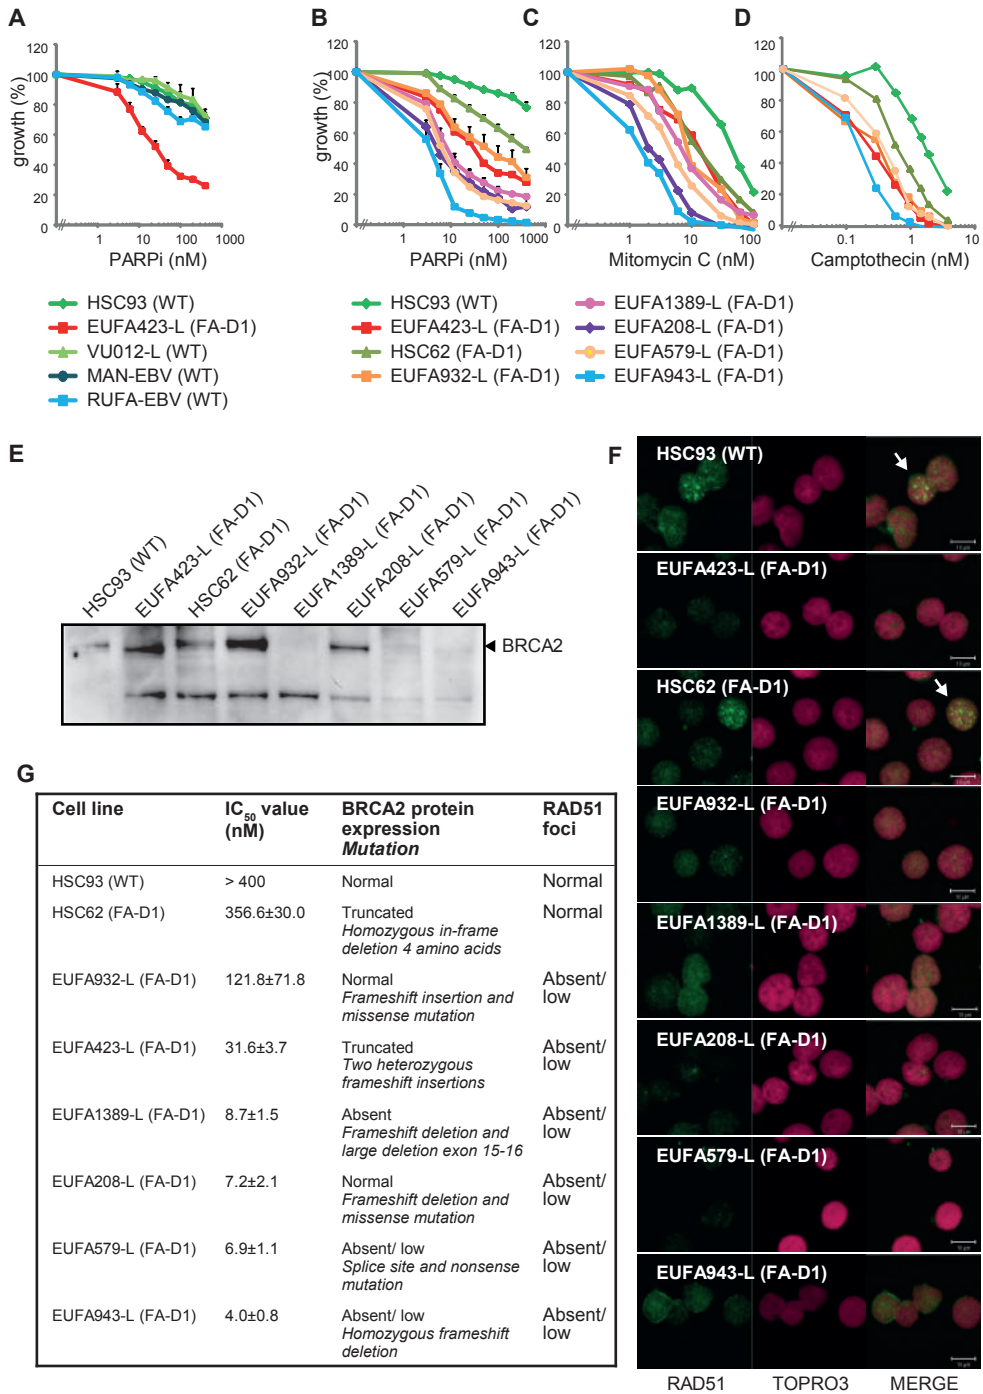 A
120
100
80
60
40
20
0
growth (%)
1
10
100
1000
PARPi (nM)
B
120
100
80
60
40
20
0
growth (%)
1
10
100
1000
PARPi (nM)
C
120
100
80
60
40
20
0
1
10
100
Mitomycin C (nM)
D
120
100
80
60
40
20
0
0.1
1
10
Camptothecin (nM)
HSC93 (WT)
EUFA423-L (FA-D1)
VU012-L (WT)
MAN-EBV (WT)
RUFA-EBV (WT)
HSC93 (WT)
EUFA423-L (FA-D1)
HSC62 (FA-D1)
EUFA932-L (FA-D1)
EUFA1389-L (FA-D1)
EUFA208-L (FA-D1)
EUFA579-L (FA-D1)
EUFA943-L (FA-D1)
E
HSC93 (WT)
EUFA423-L (FA-D1)
HSC62 (FA-D1)
EUFA932-L (FA-D1)
EUFA1389-L (FA-D1)
EUFA208-L (FA-D1)
EUFA579-L (FA-D1)
EUFA943-L (FA-D1)
BRCA2
F
HSC93 (WT)
EUFA423-L (FA-D1)
HSC62 (FA-D1)
EUFA932-L (FA-D1)
EUFA1389-L (FA-D1)
EUFA208-L (FA-D1)
EUFA579-L (FA-D1)
EUFA943-L (FA-D1)
RAD51 TOPRO3 MERGE
G
Cell line IC50 value BRCA2 protein RAD51
(nM) expression foci
Mutation
HSC93 (WT) > 400 Normal Normal
HSC62 (FA-D1) 356.6±30.0 Truncated Normal
Homozygous in-frame
deletion 4 amino acids
EUFA932-L (FA-D1) 121.8±71.8 Normal Absent/
Frameshift insertion and low
missense mutation
EUFA423-L (FA-D1) 31.6±3.7 Truncated Absent/
Two heterozygous low
frameshift insertions
EUFA1389-L (FA-D1) 8.7±1.5 Absent Absent/
Frameshift deletion and low
large deletion exon 15-16
EUFA208-L (FA-D1) 7.2±2.1 Normal Absent/
Frameshift deletion and low
missense mutation
EUFA579-L (FA-D1) 6.9±1.1 Absent/ low Absent/
Splice site and nonsense low
mutation
EUFA943-L (FA-D1) 4.0±0.8 Absent/ low Absent/
Homozygous frameshift low
deletion